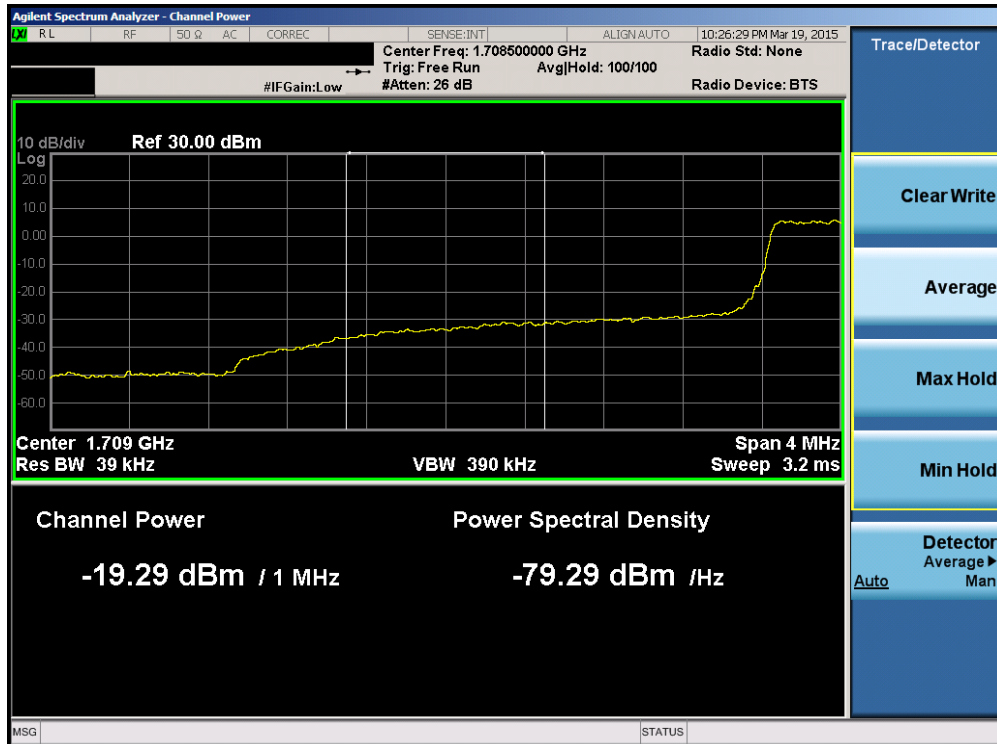 Agilent Spectrum Analyzer - Channel Power
LXI RL RF 50 Ω AC CORREC SENSE:INT ALIGN AUTO 10:26:29 PM Mar 19, 2015
Center Freq: 1.708500000 GHz Radio Std: None
Trig: Free Run Avg|Hold: 100/100
#IFGain:Low #Atten: 26 dB Radio Device: BTS
10 dB/div Ref 30.00 dBm
Log
20.0
10.0
0.00
-10.0
-20.0
-30.0
-40.0
-50.0
-60.0
Center 1.709 GHz Span 4 MHz
Res BW 39 kHz VBW 390 kHz Sweep 3.2 ms
Channel Power Power Spectral Density
-19.29 dBm / 1 MHz -79.29 dBm /Hz
Trace/Detector
Clear Write
Average
Max Hold
Min Hold
Detector
Average
Auto Man
MSG STATUS